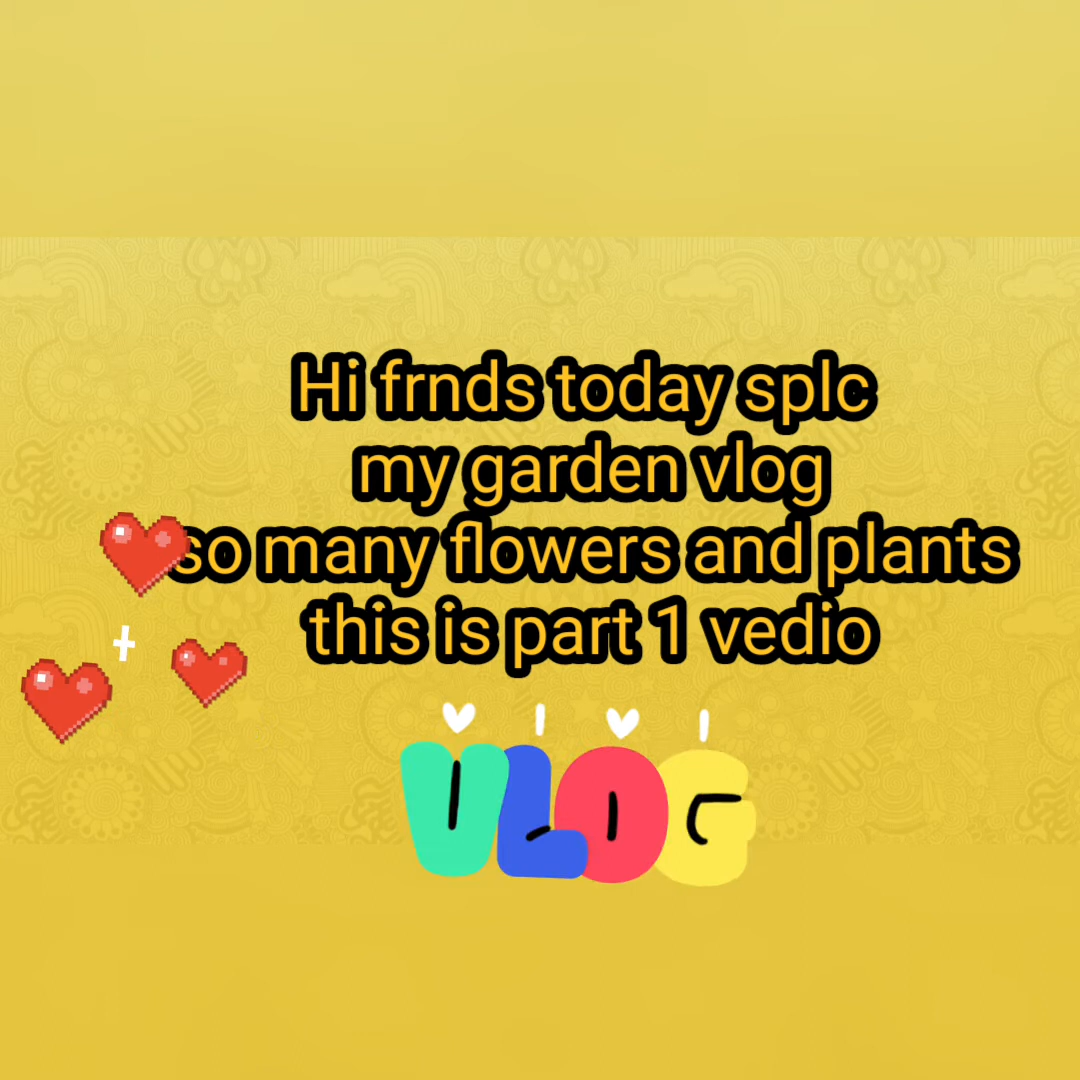 Hi frnds today splc
my garden vlog
so many flowers and plants
this is part 1 vedio
VLOG